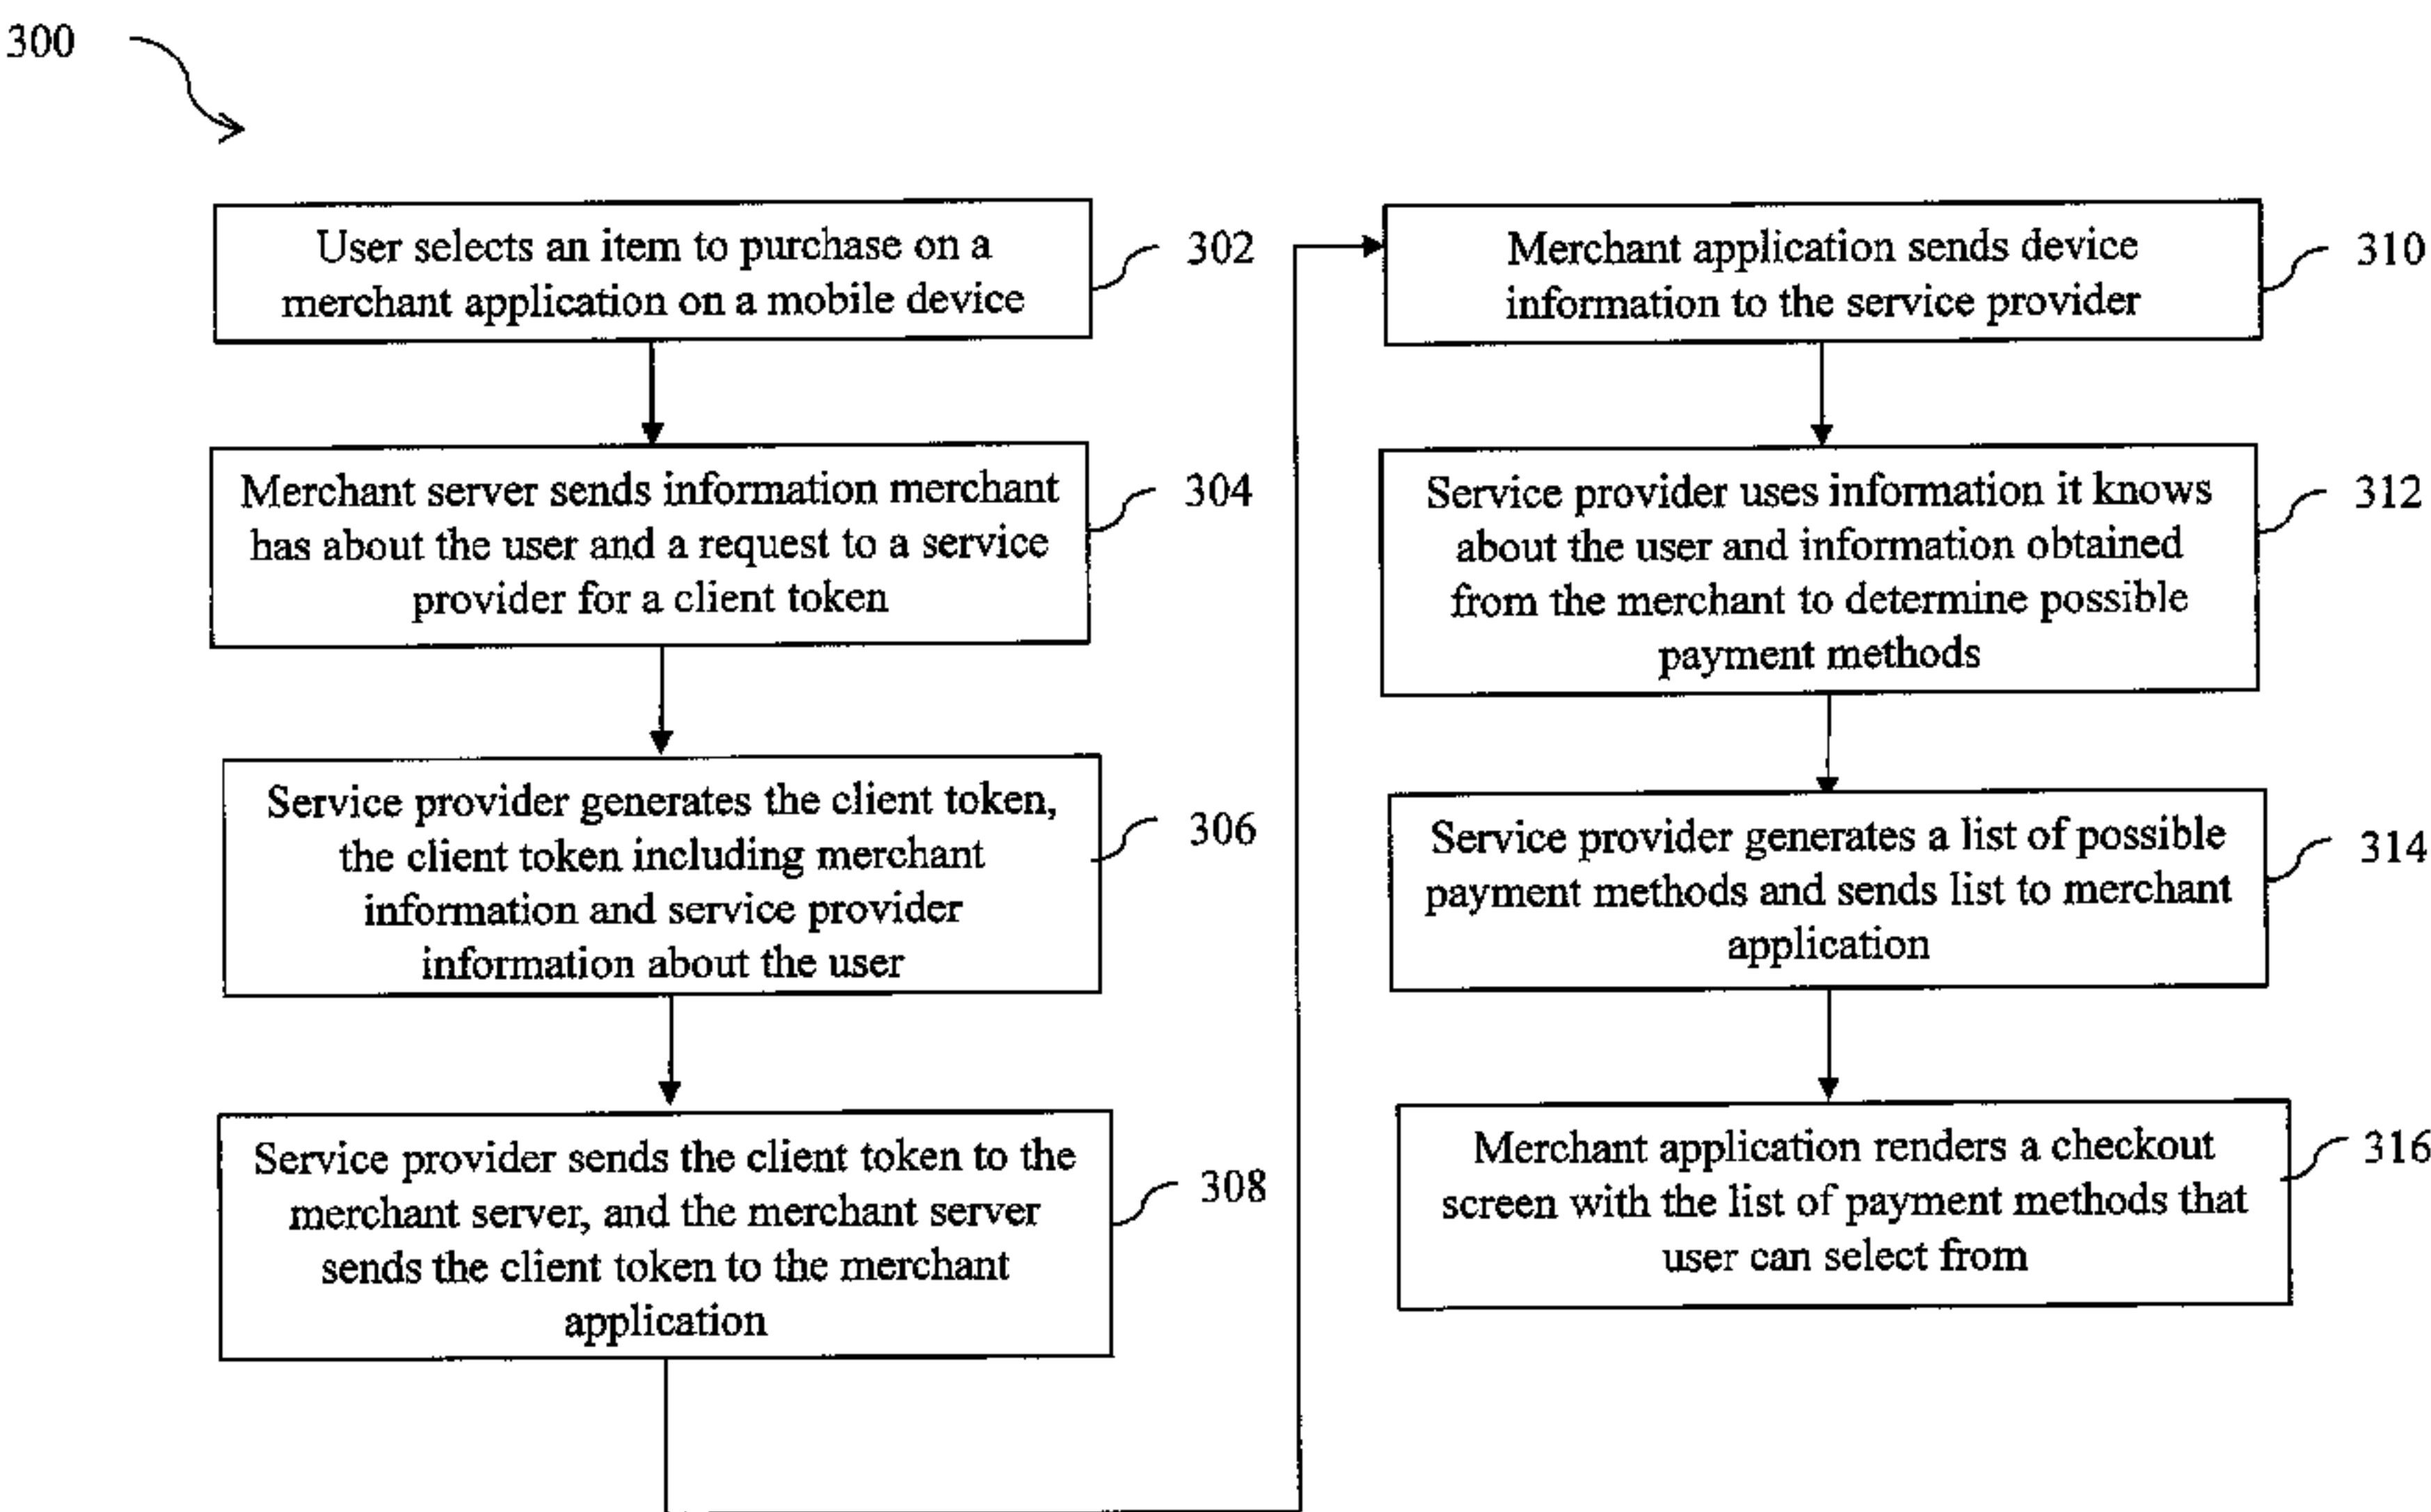 300
User selects an item to purchase on a
merchant application on a mobile device
302
Merchant server sends information merchant
has about the user and a request to a service
provider for a client token
304
Service provider generates the client token,
the client token including merchant
information and service provider
information about the user
306
Service provider sends the client token to the
merchant server, and the merchant server
sends the client token to the merchant
application
308
Merchant application sends device
information to the service provider
310
Service provider uses information it knows
about the user and information obtained
from the merchant to determine possible
payment methods
312
Service provider generates a list of possible
payment methods and sends list to merchant
application
314
Merchant application renders a checkout
screen with the list of payment methods that
user can select from
316